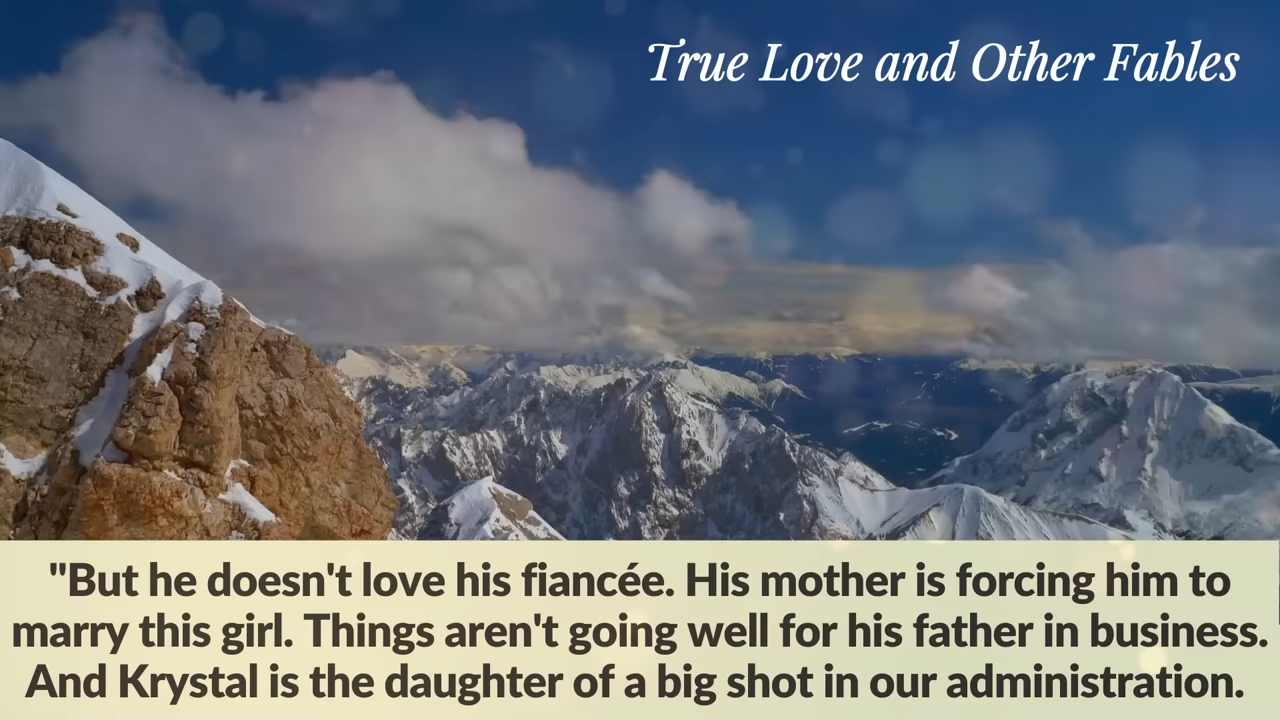 True Love and Other Fables
"But he doesn't love his fiancée. His mother is forcing him to
marry this girl. Things aren't going well for his father in business.
And Krystal is the daughter of a big shot in our administration.